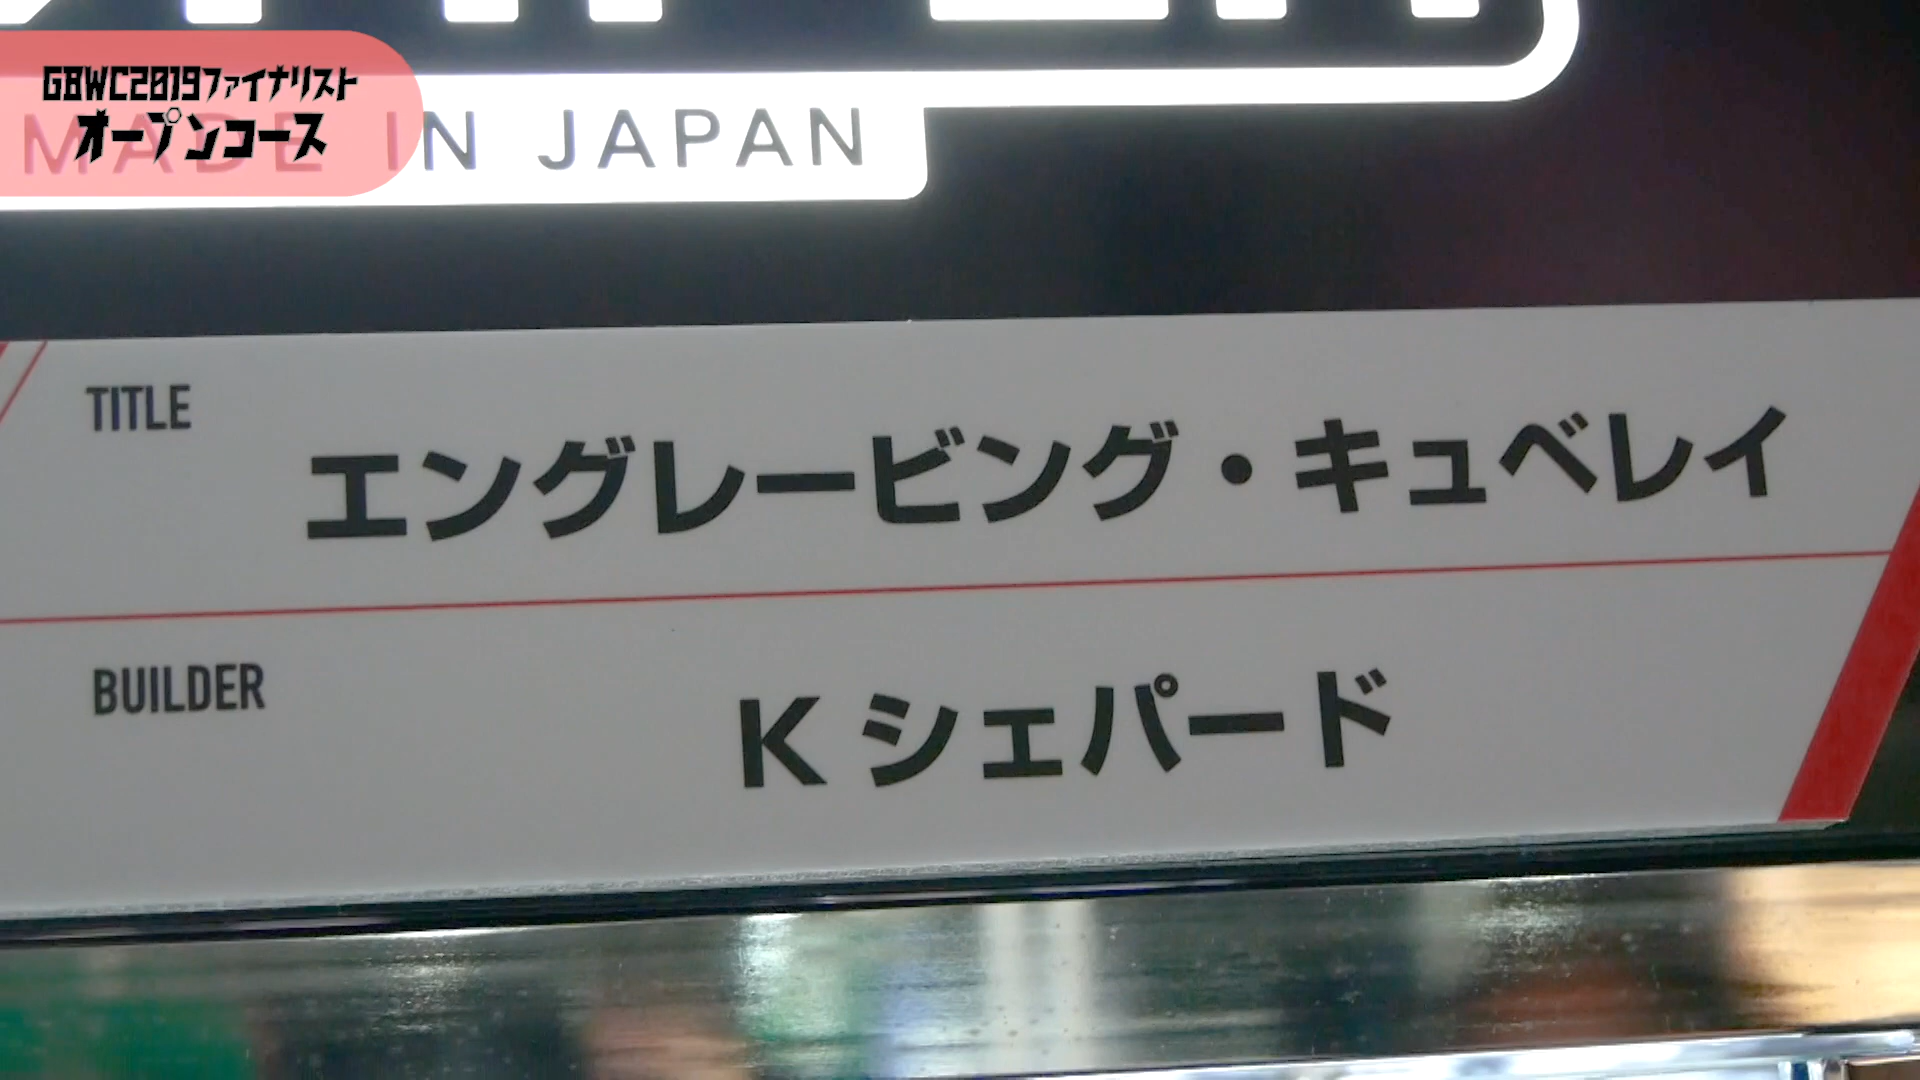 GBWC2019ファイナリスト
オープンコース
MADE IN JAPAN
TITLE
エングレービング・キュベレイ
BUILDER
K シェパード